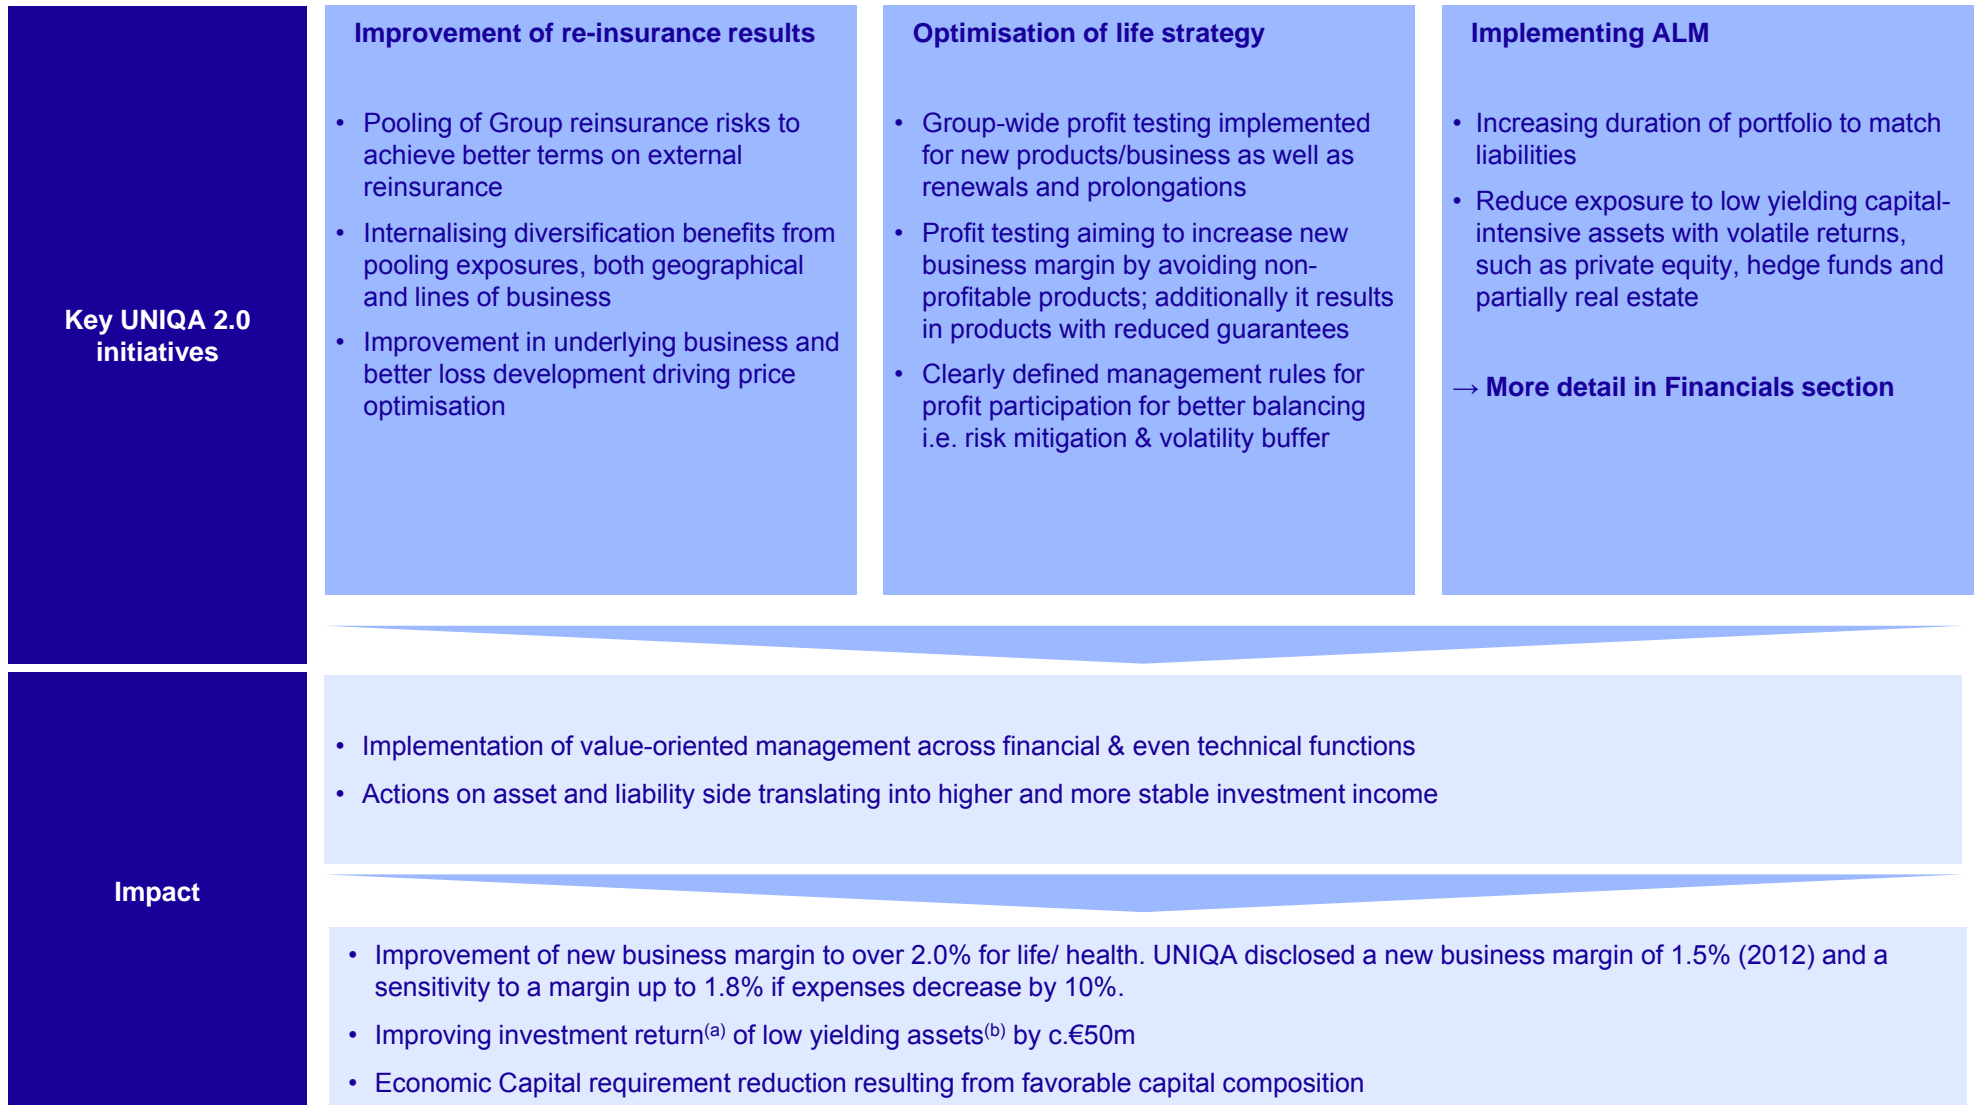 Key UNIQA 2.0
initiatives
Improvement of re-insurance results
• Pooling of Group reinsurance risks to
achieve better terms on external
reinsurance
• Internalising diversification benefits from
pooling exposures, both geographical
and lines of business
• Improvement in underlying business and
better loss development driving price
optimisation
Optimisation of life strategy
• Group-wide profit testing implemented
for new products/business as well as
renewals and prolongations
• Profit testing aiming to increase new
business margin by avoiding non-
profitable products; additionally it results
in products with reduced guarantees
• Clearly defined management rules for
profit participation for better balancing
i.e. risk mitigation & volatility buffer
Implementing ALM
• Increasing duration of portfolio to match
liabilities
• Reduce exposure to low yielding capital-
intensive assets with volatile returns,
such as private equity, hedge funds and
partially real estate
→ More detail in Financials section
Impact
• Implementation of value-oriented management across financial & even technical functions
• Actions on asset and liability side translating into higher and more stable investment income
• Improvement of new business margin to over 2.0% for life/ health. UNIQA disclosed a new business margin of 1.5% (2012) and a
sensitivity to a margin up to 1.8% if expenses decrease by 10%.
• Improving investment return(a) of low yielding assets(b) by c.€50m
• Economic Capital requirement reduction resulting from favorable capital composition